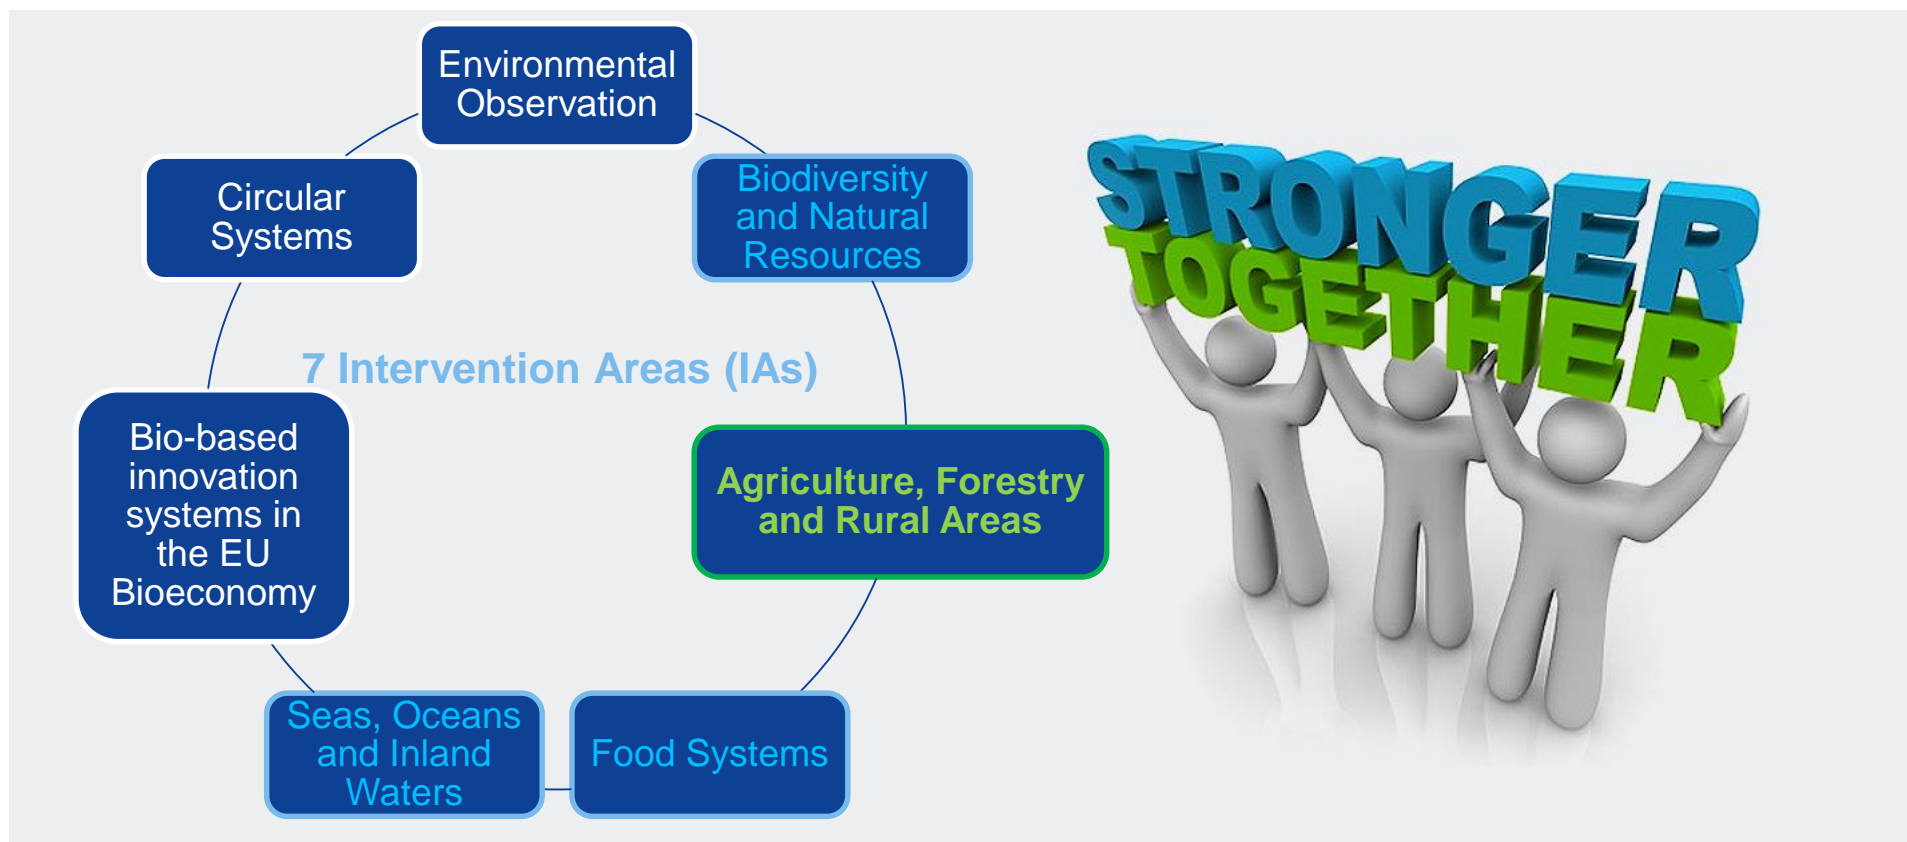 Environmental
Observation
Biodiversity
and Natural
Resources
Agriculture, Forestry
and Rural Areas
Food Systems
Seas, Oceans
and Inland
Waters
Bio-based
innovation
systems in
the EU
Bioeconomy
Circular
Systems
7 Intervention Areas (IAs)
STRONGER
TOGETHER